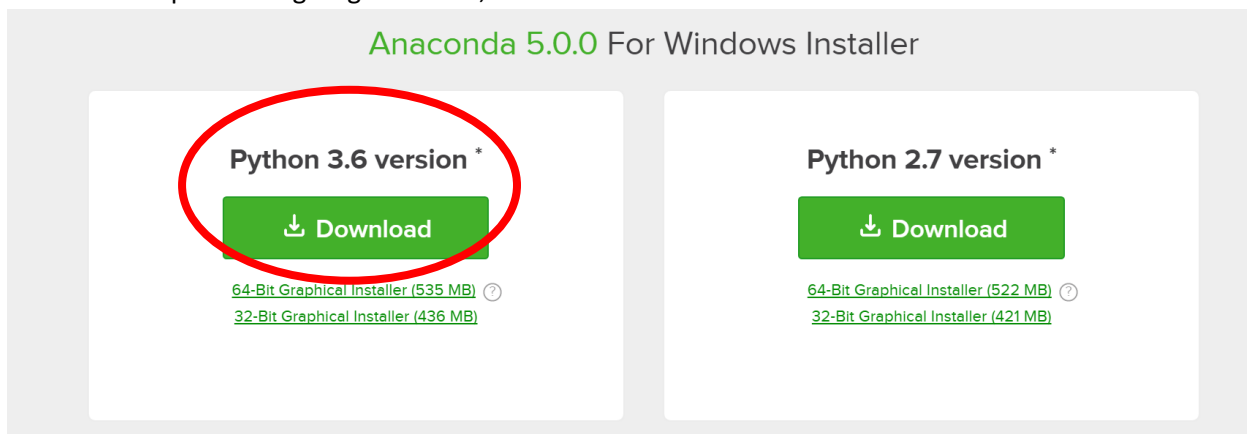 Anaconda 5.0.0 For Windows Installer
Python 3.6 version *
Download
64-Bit Graphical Installer (535 MB) ?
32-Bit Graphical Installer (436 MB)
Python 2.7 version *
Download
64-Bit Graphical Installer (522 MB) ?
32-Bit Graphical Installer (421 MB)